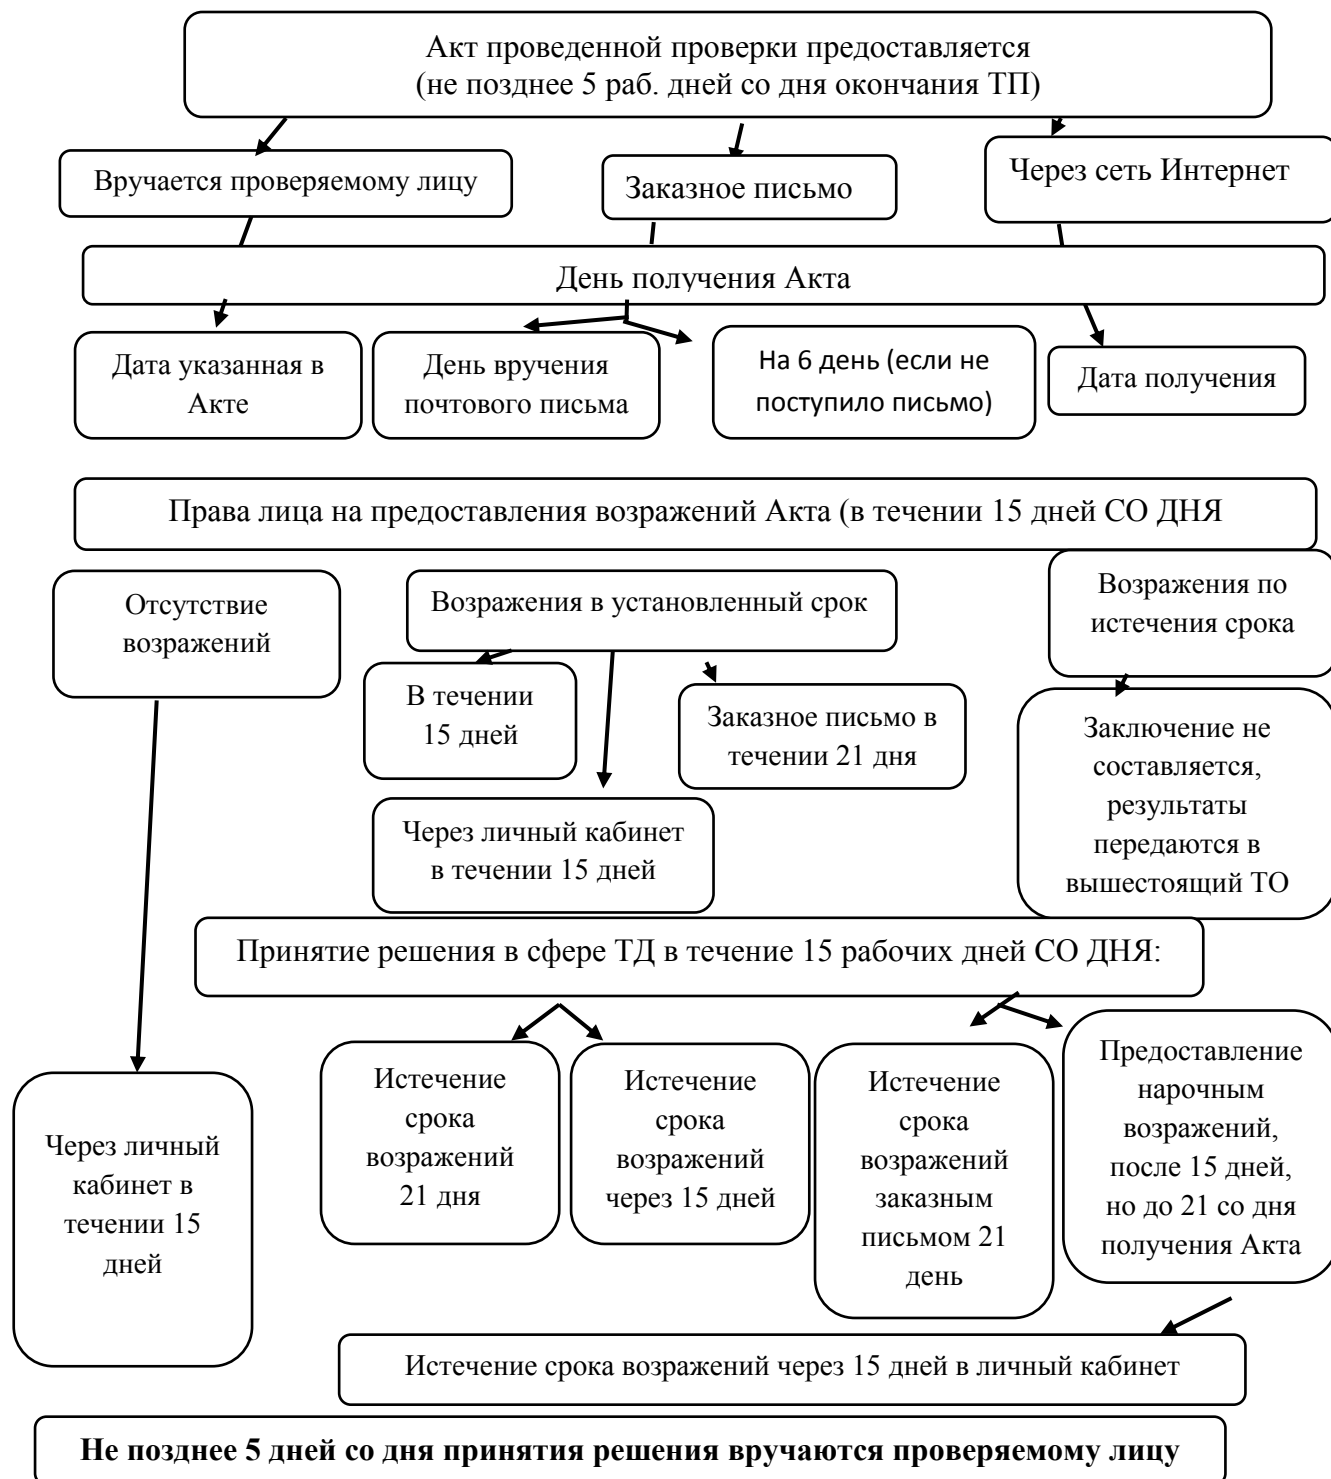 Акт проведенной проверки предоставляется
(не позднее 5 раб. дней со дня окончания ТП)
Вручается проверяемому лицу
Заказное письмо
Через сеть Интернет
День получения Акта
Дата указанная в
Акте
День вручения
почтового письма
На 6 день (если не
поступило письмо)
Дата получения
Права лица на предоставления возражений Акта (в течении 15 дней СО ДНЯ
Отсутствие
возражений
Возражения в установленный срок
Возражения по
истечения срока
В течении
15 дней
Заказное письмо в
течении 21 дня
Через личный кабинет
в течении 15 дней
Заключение не
составляется,
результаты
передаются в
вышестоящий ТО
Принятие решения в сфере ТД в течение 15 рабочих дней СО ДНЯ:
Через личный
кабинет в
течении 15
дней
Истечение
срока
возражений
21 дня
Истечение
срока
возражений
через 15 дней
Истечение
срока
возражений
заказным
письмом 21
день
Предоставление
нарочным
возражений,
после 15 дней,
но до 21 со дня
получения Акта
Истечение срока возражений через 15 дней в личный кабинет
Не позднее 5 дней со дня принятия решения вручаются проверяемому лицу